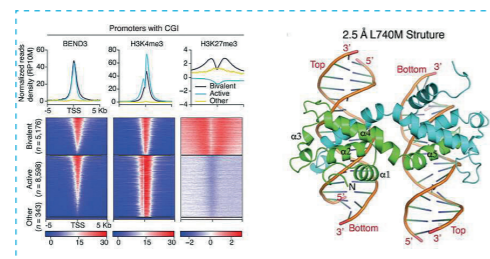 Promoters with CGI
BEND3
H3K4me3
H3K27me3
Normalized reads
density (RP10M)
60
40
20
0
80
60
40
20
0
4
2
0
-2
Bivalent
Active
Other
-5 TSS 5 Kb
Bivalent
(n = 5,176)
Active
(n = 8,598)
Other
(n = 343)
-5 TSS 5 Kb
0 15 30
0 15 30
-2 0 2
2.5 Å L740M Struture
Top
3'
5'
Bottom
3'
α3
α4
α2
α1
N
5'
3'
Bottom
5'
Top
3'